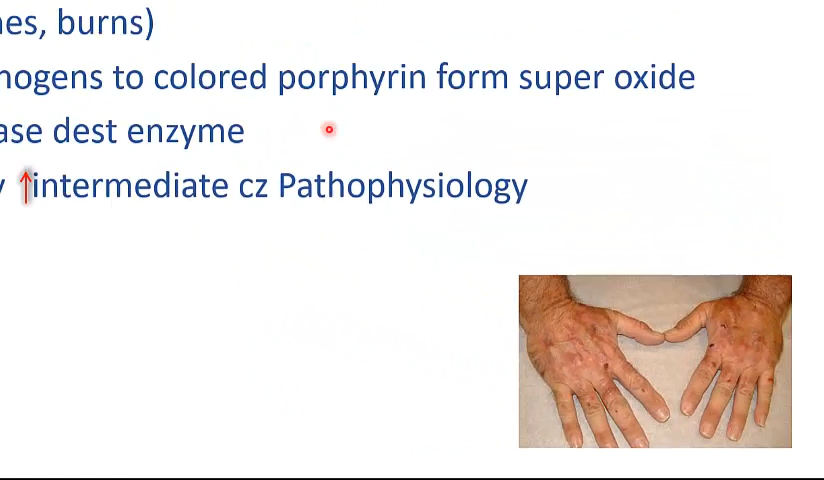 nes, burns)
nogens to colored porphyrin form super oxide
ase dest enzyme
↑intermediate cz Pathophysiology